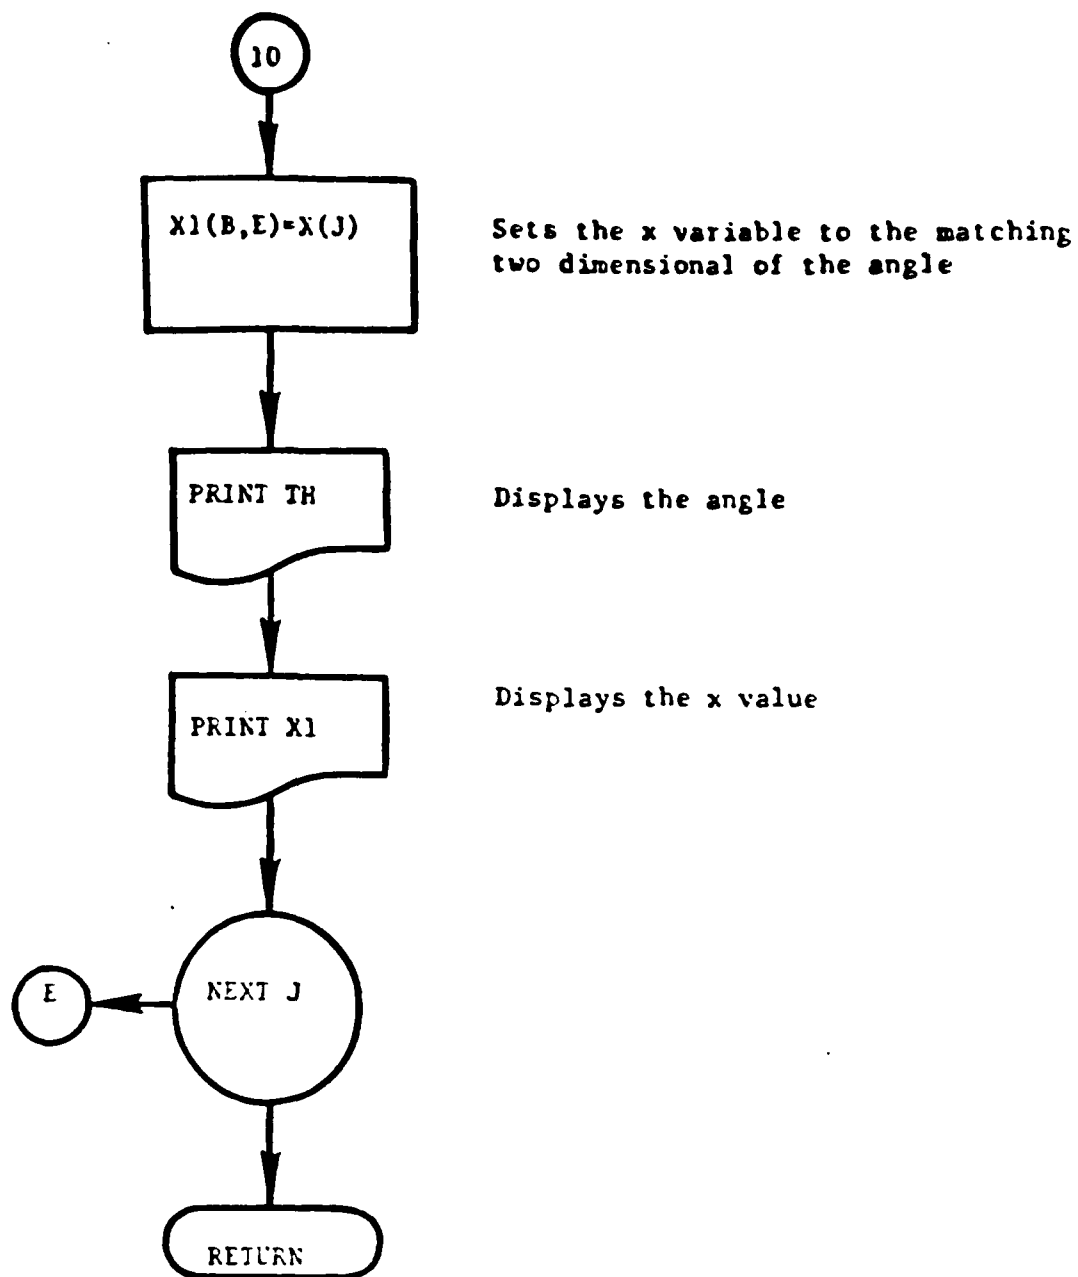 10
X1(B,E)=X(J)
Sets the x variable to the matching
two dimensional of the angle
PRINT TH
Displays the angle
PRINT X1
Displays the x value
E
NEXT J
RETURN